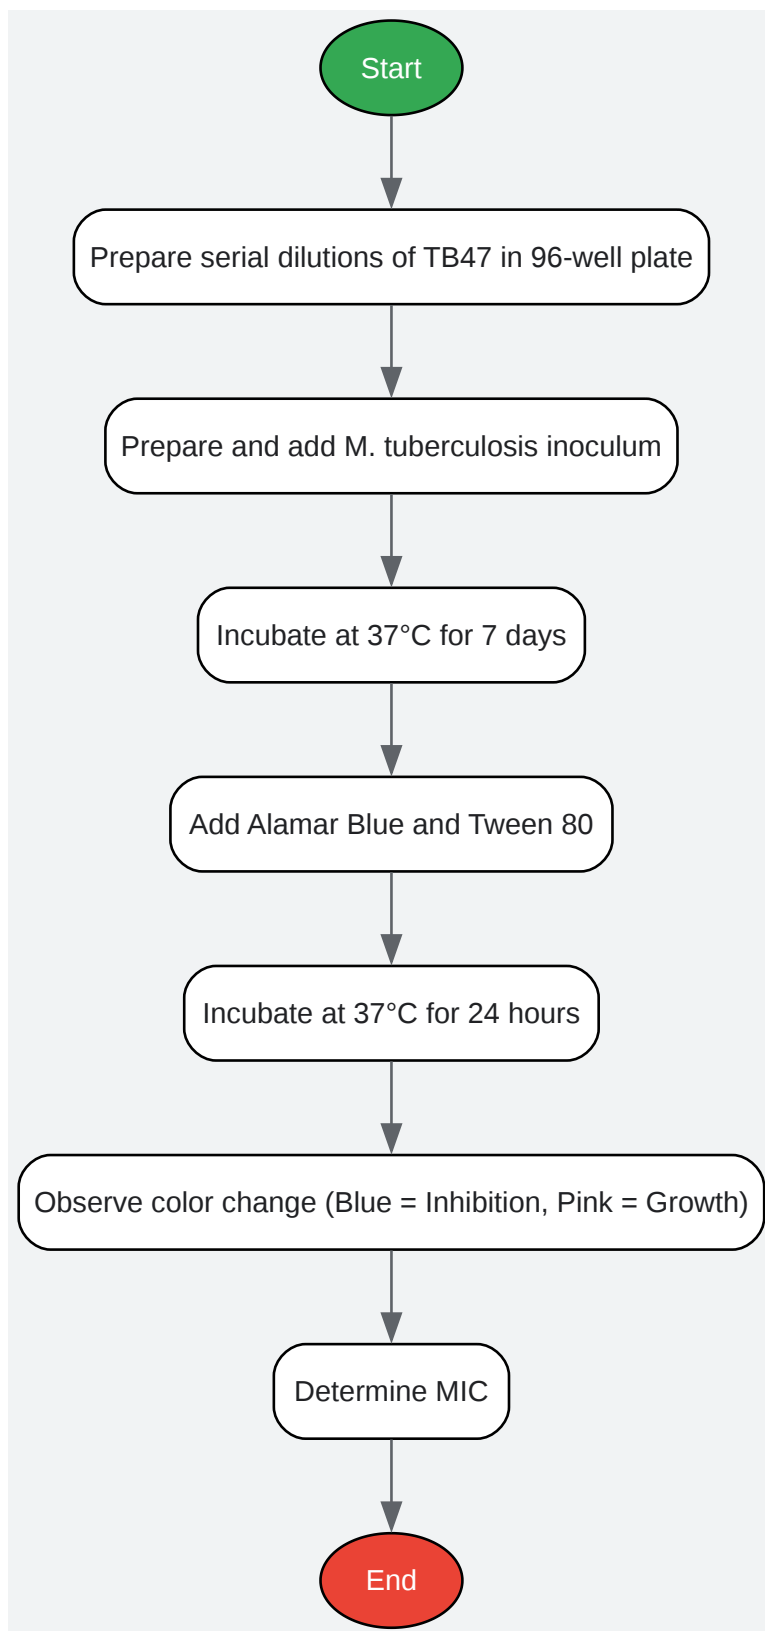 Start
Prepare serial dilutions of TB47 in 96-well plate
Prepare and add M. tuberculosis inoculum
Incubate at 37°C for 7 days
Add Alamar Blue and Tween 80
Incubate at 37°C for 24 hours
Observe color change (Blue = Inhibition, Pink = Growth)
Determine MIC
End